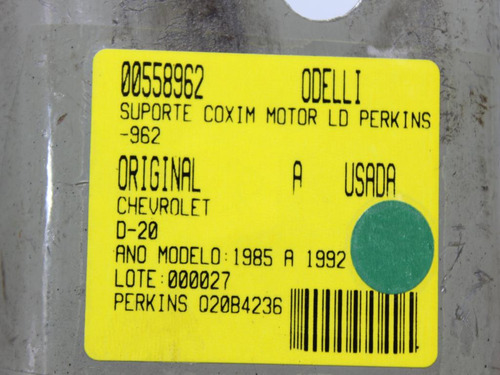 00558962 ODELLI
SUPORTE COXIM MOTOR LD PERKINS
-962
ORIGINAL A USADA
CHEVROLET
D-20
ANO MODELO:1985 A 1992
LOTE:000027
PERKINS Q20B4236